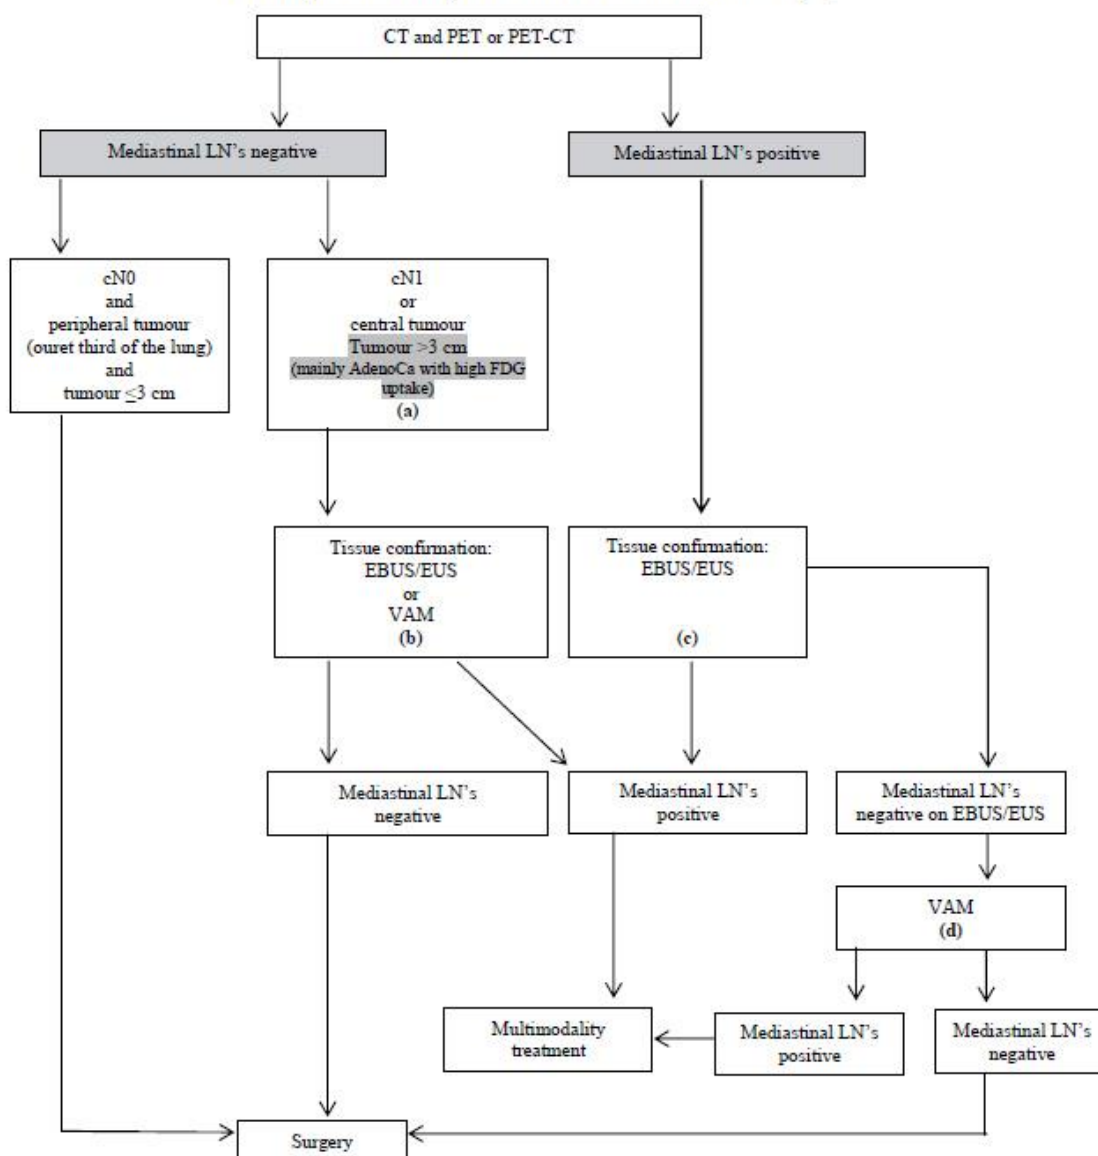 CT and PET or PET-CT
Mediastinal LN's negative
Mediastinal LN's positive
cN0
and
peripheral tumour
(ouret third of the lung)
and
tumour ≤3 cm
cN1
or
central tumour
Tumour >3 cm
(mainly AdenoCa with high FDG
uptake)
(a)
Tissue confirmation:
EBUS/EUS
or
VAM
(b)
Tissue confirmation:
EBUS/EUS
(c)
Mediastinal LN's
negative
Mediastinal LN's
positive
Mediastinal LN's
negative on EBUS/EUS
VAM
(d)
Multimodality
treatment
Mediastinal LN's
positive
Mediastinal LN's
negative
Surgery